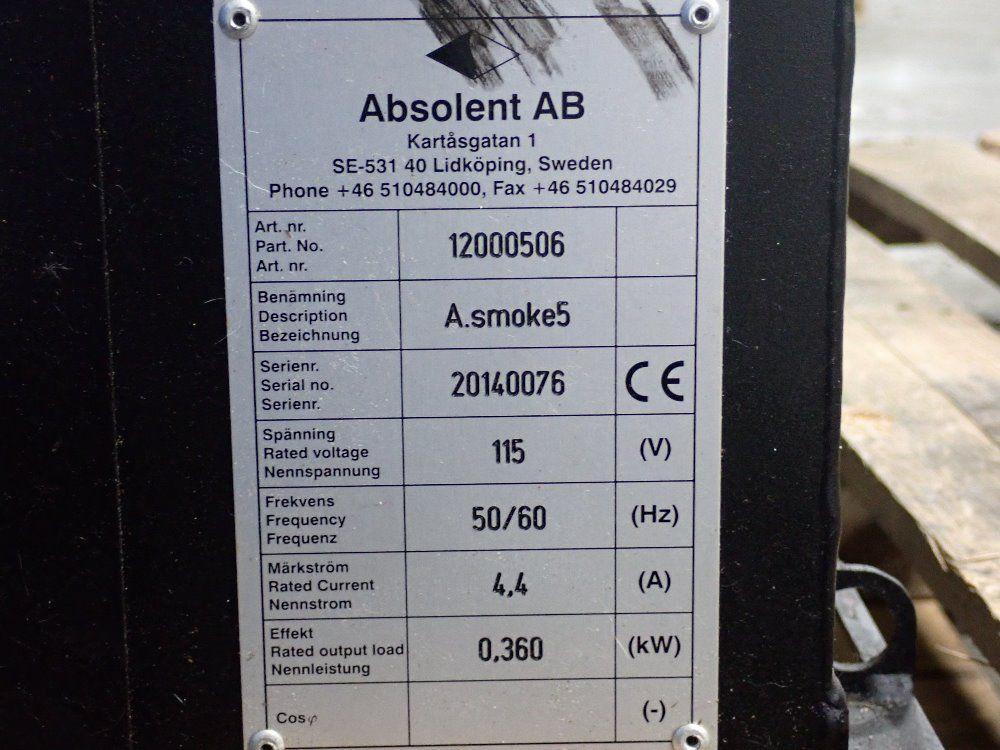 Absolent AB
Kartåsgatan 1
SE-531 40 Lidköping, Sweden
Phone +46 510484000, Fax +46 510484029
Art. nr.
Part. No.
Art. nr.
12000506
Benämning
Description
Bezeichnung
A.smoke5
Serienr.
Serial no.
Serienr.
20140076
CE
Spänning
Rated voltage
Nennspannung
115
(V)
Frekvens
Frequency
Frequenz
50/60
(Hz)
Märkström
Rated Current
Nennstrom
4,4
(A)
Effekt
Rated output load
Nennleistung
0,360
(kW)
Cosφ
(-)